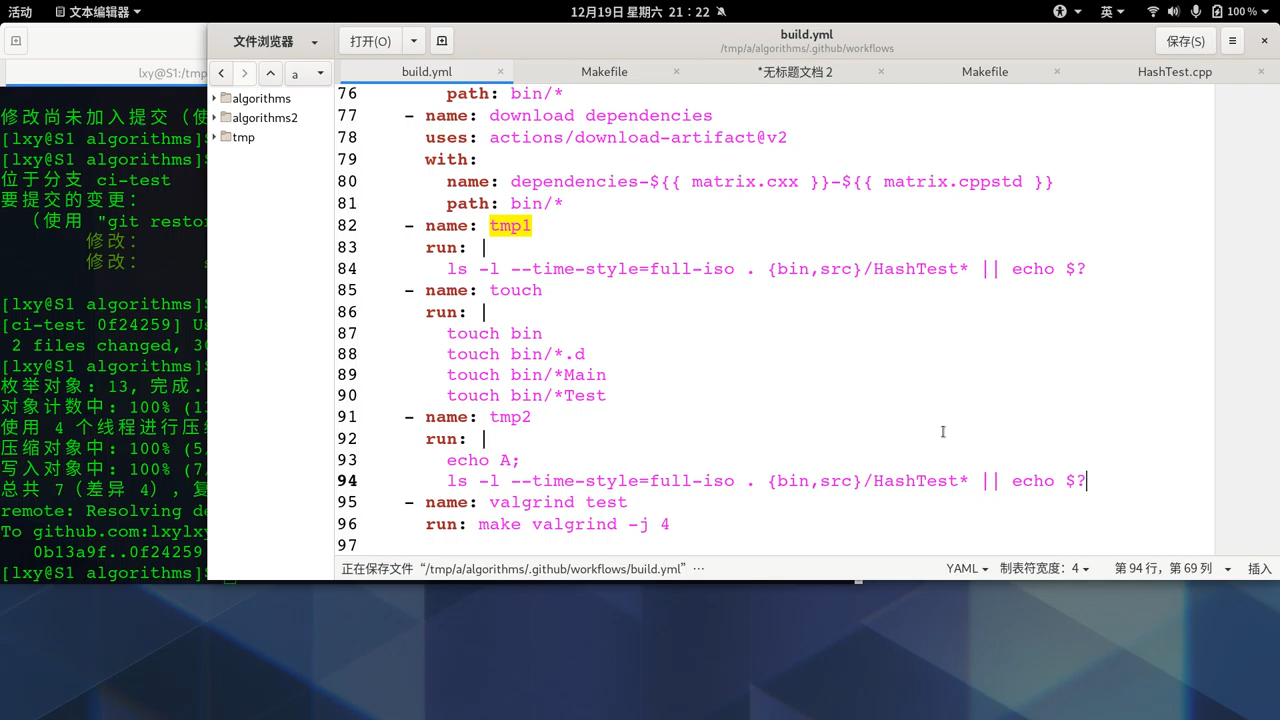 活动 文本编辑器 12月19日 星期六 21：22 英 100 %
文件浏览器 打开(O) build.yml /tmp/a/algorithms/.github/workflows 保存(S)
lxy@S1:/tmp
a
build.yml Makefile *无标题文档 2 Makefile HashTest.cpp
algorithms
algorithms2
tmp
修改尚未加入提交（使
[lxy@S1 algorithms]$
[lxy@S1 algorithms]$
位于分支 ci-test
要提交的变更：
（使用 "git restor
修改：
修改：
[lxy@S1 algorithms]$
[ci-test 0f24259] Us
2 files changed, 30
[lxy@S1 algorithms]$
枚举对象: 13, 完成.
对象计数中: 100% (13
使用 4 个线程进行压缩
压缩对象中: 100% (5/
写入对象中: 100% (7/
总共 7（差异 4），复
remote: Resolving de
To github.com:lxylxy
0b13a9f..0f24259
[lxy@S1 algorithms]$
76 path: bin/*
77 - name: download dependencies
78 uses: actions/download-artifact@v2
79 with:
80 name: dependencies-${{ matrix.cxx }}-${{ matrix.cppstd }}
81 path: bin/*
82 - name: tmp1
83 run: |
84 ls -l --time-style=full-iso . {bin,src}/HashTest* || echo $?
85 - name: touch
86 run: |
87 touch bin
88 touch bin/*.d
89 touch bin/*Main
90 touch bin/*Test
91 - name: tmp2
92 run: |
93 echo A;
94 ls -l --time-style=full-iso . {bin,src}/HashTest* || echo $?
95 - name: valgrind test
96 run: make valgrind -j 4
97
正在保存文件“/tmp/a/algorithms/.github/workflows/build.yml”… YAML 制表符宽度：4 第 94 行，第 69 列 插入